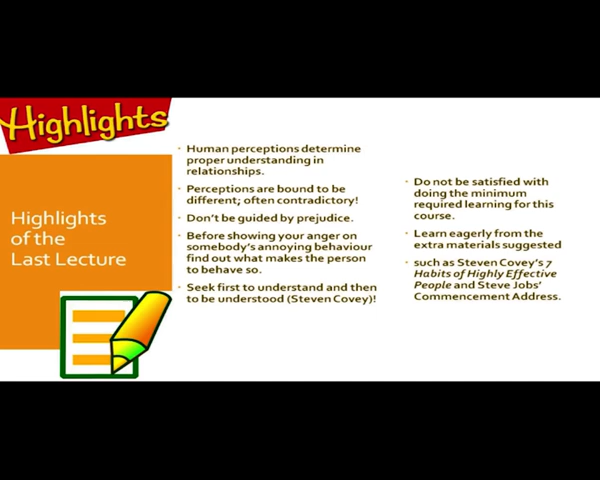 Highlights
Highlights
of the
Last Lecture
· Human perceptions determine
proper understanding in
relationships.
· Perceptions are bound to be
different; often contradictory!
· Don't be guided by prejudice.
· Before showing your anger on
somebody's annoying behaviour
find out what makes the person
to behave so.
· Seek first to understand and then
to be understood (Steven Covey)!
· Do not be satisfied with
doing the minimum
required learning for this
course.
· Learn eagerly from the
extra materials suggested
· such as Steven Covey's 7
Habits of Highly Effective
People and Steve Jobs'
Commencement Address.